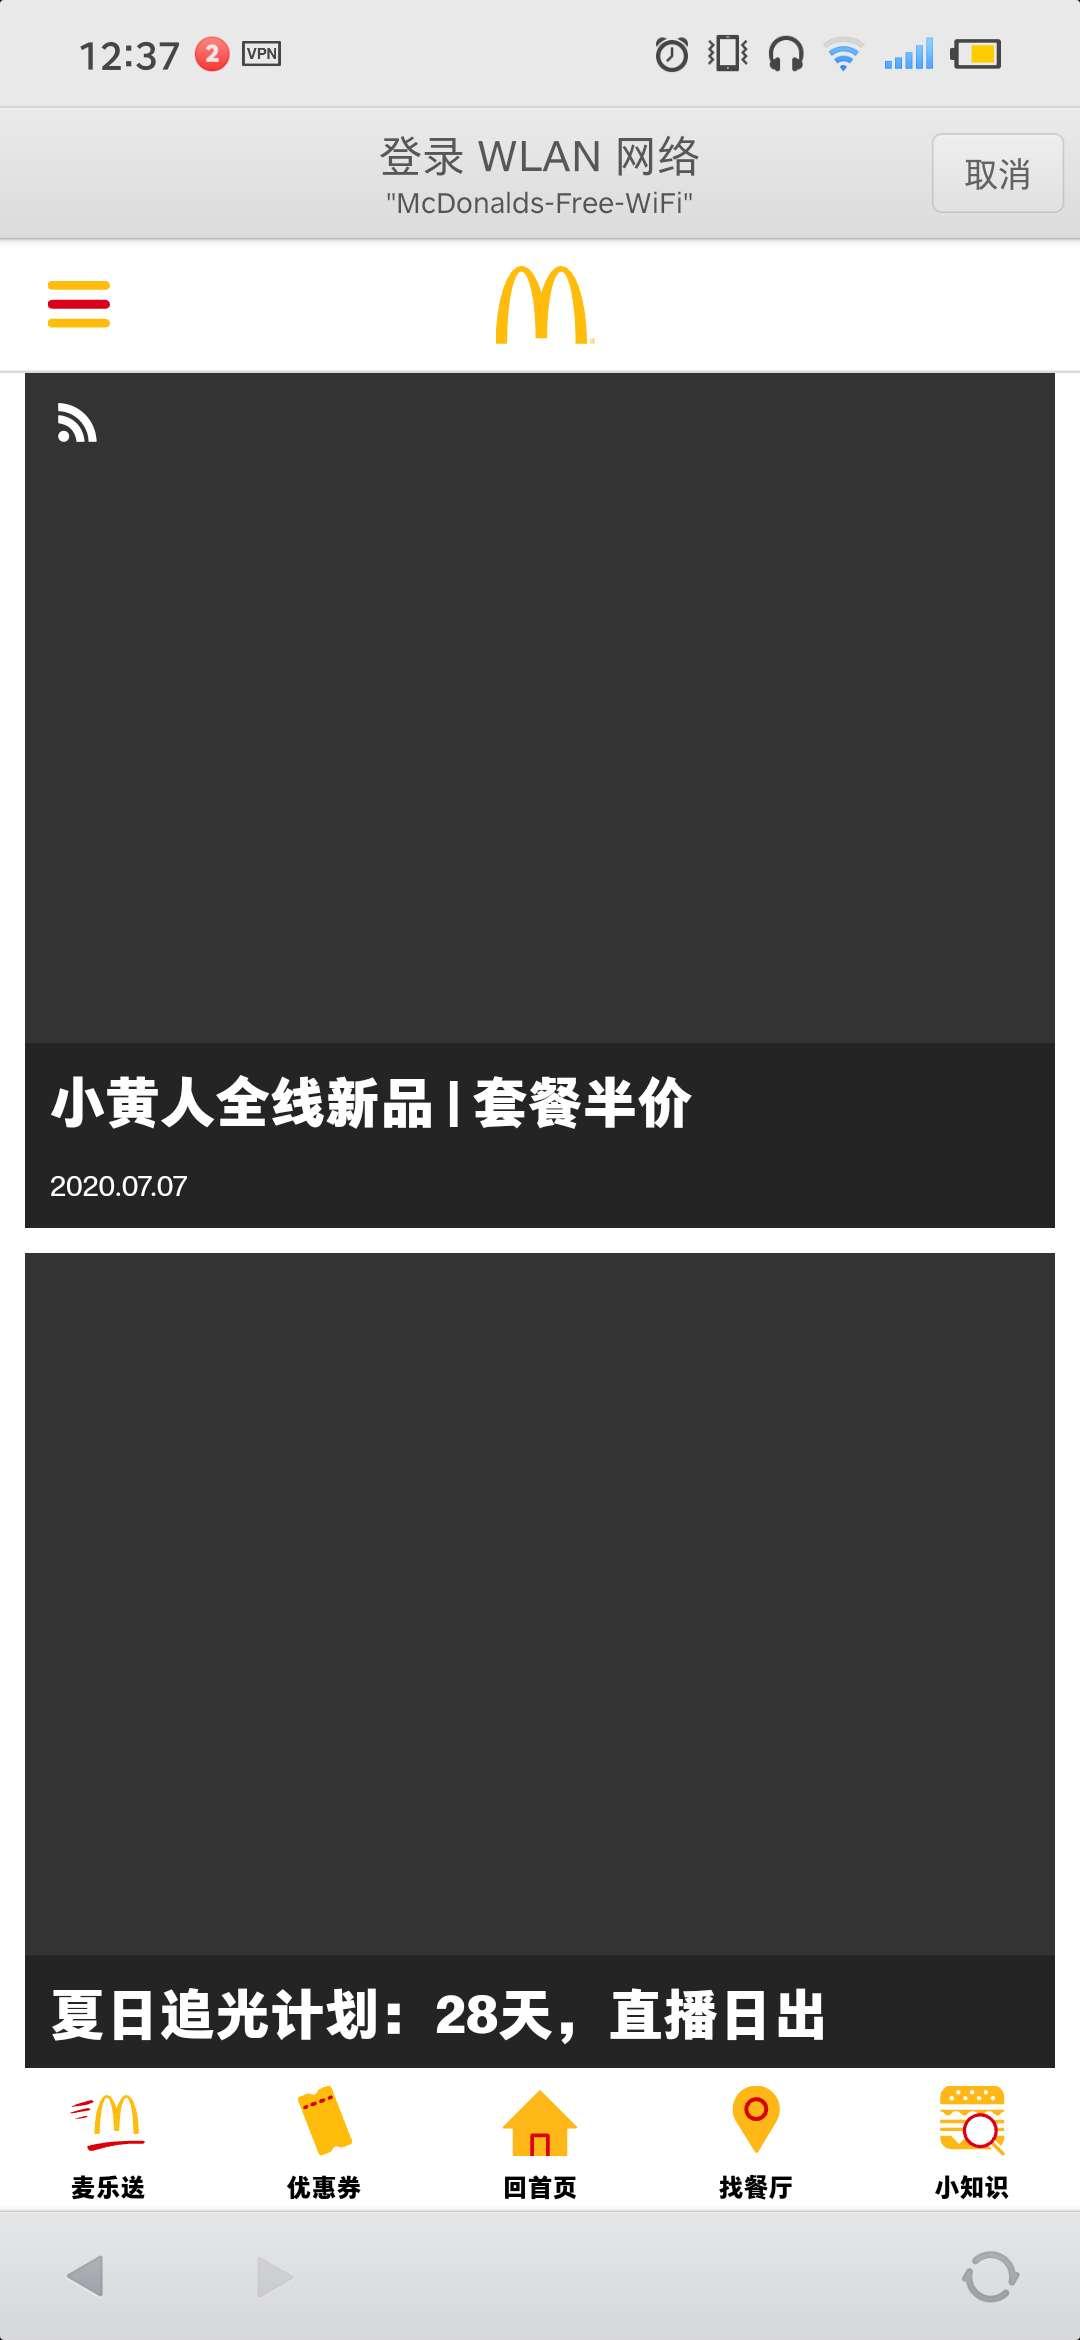 12:37 2 VPN
登录 WLAN 网络
"McDonalds-Free-WiFi"
取消
小黄人全线新品 | 套餐半价
2020.07.07
夏日追光计划：28天，直播日出
麦乐送 优惠券 回首页 找餐厅 小知识